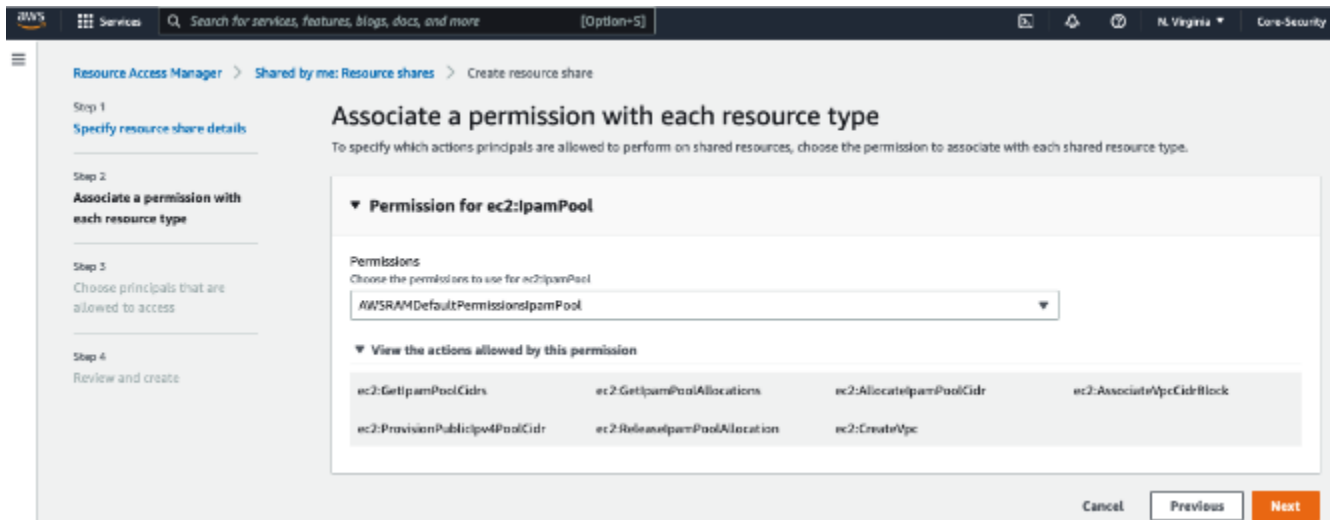 aws Services Search for services, features, blogs, docs, and more [Option+S] N. Virginia Core-Security
Resource Access Manager > Shared by me: Resource shares > Create resource share
Step 1
Specify resource share details
Step 2
Associate a permission with
each resource type
Step 3
Choose principals that are
allowed to access
Step 4
Review and create
Associate a permission with each resource type
To specify which actions principals are allowed to perform on shared resources, choose the permission to associate with each shared resource type.
Permission for ec2:IpamPool
Permissions
Choose the permissions to use for ec2:IpamPool
AWSRAMDefaultPermissionsIpamPool
View the actions allowed by this permission
ec2:GetIpamPoolCidrs ec2:GetIpamPoolAllocations ec2:AllocateIpamPoolCidr ec2:AssociateVpcCidrBlock
ec2:ProvisionPublicIpv4PoolCidr ec2:ReleaseIpamPoolAllocation ec2:CreateVpc
Cancel Previous Next